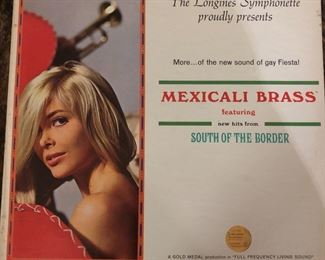 The Longines Symphonette
proudly presents
More...of the new sound of gay Fiesta!
MEXICALI BRASS
featuring
new hits from
SOUTH OF THE BORDER
A GOLD MEDAL production in "FULL FREQUENCY LIVING SOUND"